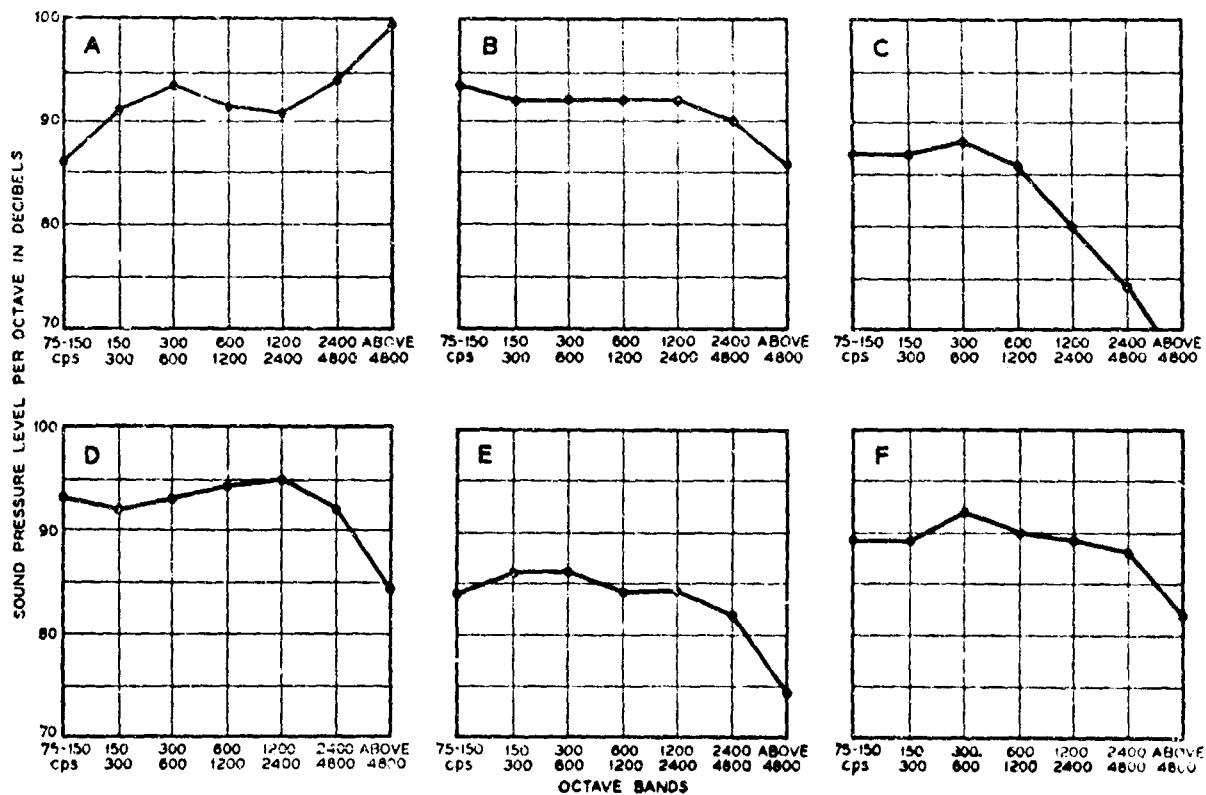 SOUND PRESSURE LEVEL PER OCTAVE IN DECIBELS
A
B
C
100
90
80
70
75-150 150 300 600 1200 2400 ABOVE
cps 300 600 1200 2400 4800 4800
75-150 150 300 600 1200 2400 ABOVE
cps 300 600 1200 2400 4800 4800
75-150 150 300 600 1200 2400 ABOVE
cps 300 600 1200 2400 4800 4800
D
E
F
100
90
80
70
75-150 150 300 600 1200 2400 ABOVE
cps 300 600 1200 2400 4800 4800
75-150 150 300 600 1200 2400 ABOVE
cps 300 600 1200 2400 4800 4800
75-150 150 300 600 1200 2400 ABOVE
cps 300 600 1200 2400 4800 4800
OCTAVE BANDS